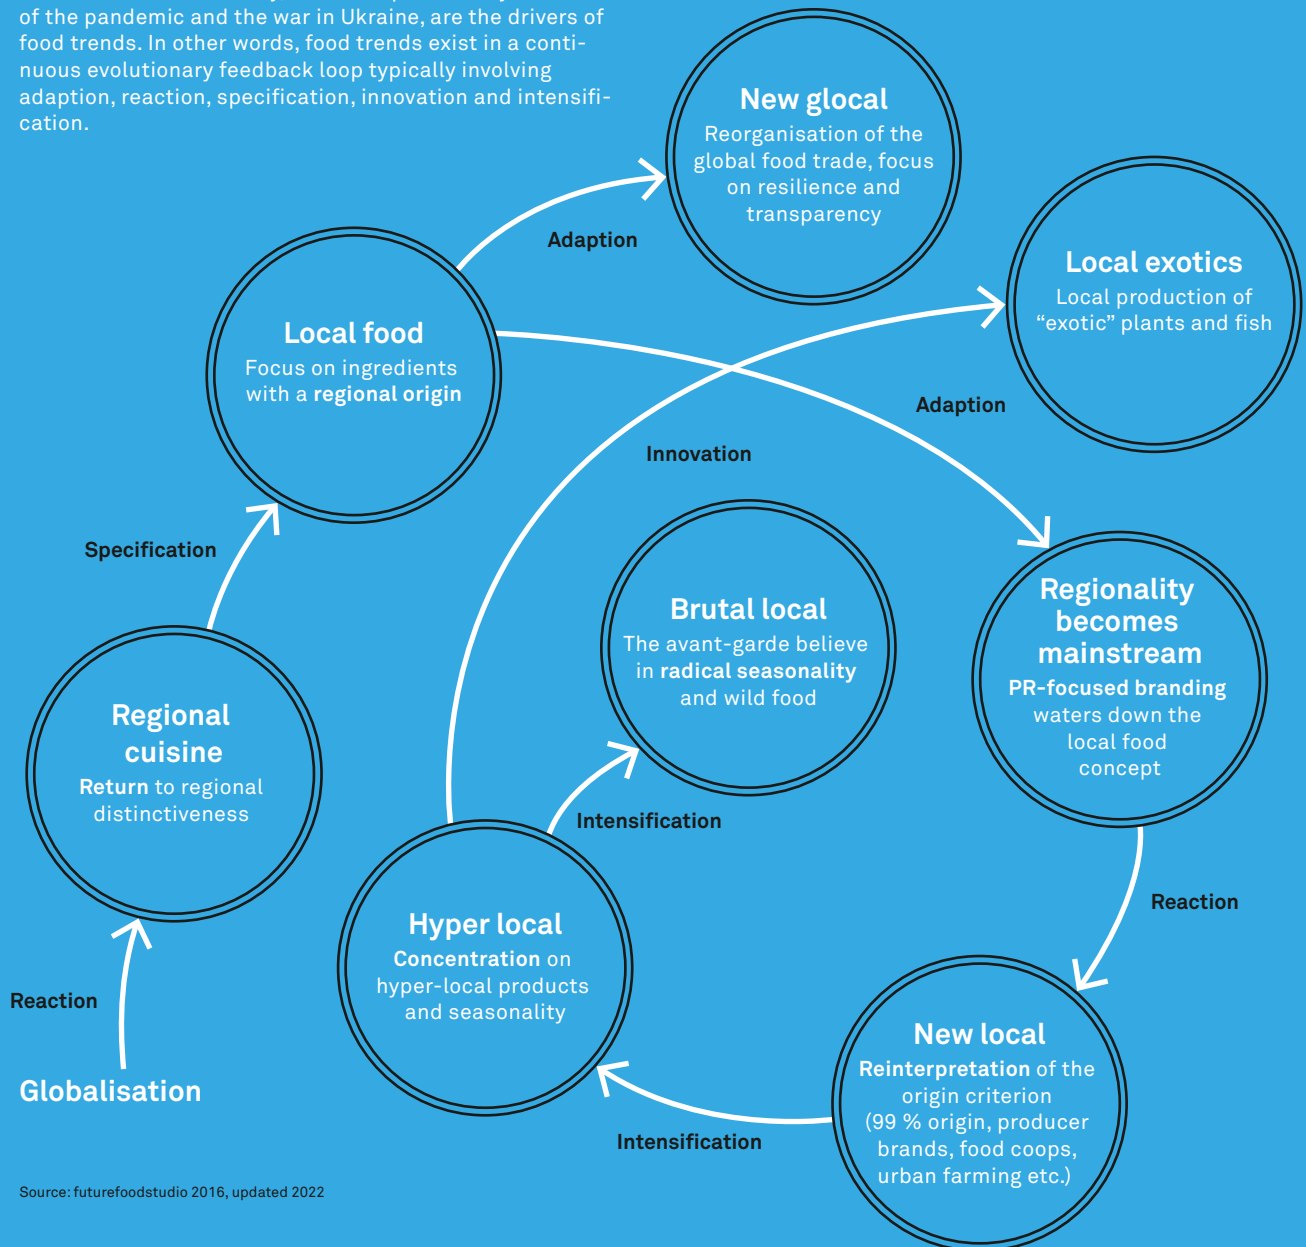 of the pandemic and the war in Ukraine, are the drivers of
food trends. In other words, food trends exist in a conti-
nuous evolutionary feedback loop typically involving
adaption, reaction, specification, innovation and intensifi-
cation.
New glocal
Reorganisation of the
global food trade, focus
on resilience and
transparency
Adaption
Local exotics
Local production of
“exotic” plants and fish
Local food
Focus on ingredients
with a regional origin
Adaption
Innovation
Specification
Brutal local
The avant-garde believe
in radical seasonality
and wild food
Regionality
becomes
mainstream
PR-focused branding
waters down the
local food
concept
Regional
cuisine
Return to regional
distinctiveness
Intensification
Reaction
Hyper local
Concentration on
hyper-local products
and seasonality
Reaction
Globalisation
New local
Reinterpretation of the
origin criterion
(99 % origin, producer
brands, food coops,
urban farming etc.)
Intensification
Source: futurefoodstudio 2016, updated 2022